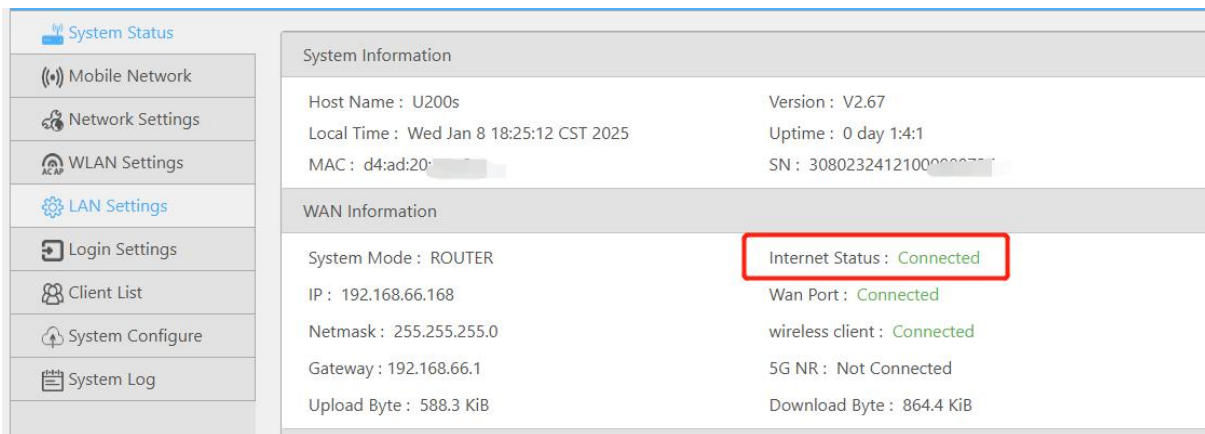 System Status
Mobile Network
Network Settings
AC AP WLAN Settings
LAN Settings
Login Settings
Client List
System Configure
System Log
System Information
Host Name : U200s
Version : V2.67
Local Time : Wed Jan 8 18:25:12 CST 2025
Uptime : 0 day 1:4:1
MAC : d4:ad:20:
SN : 3080232412100
WAN Information
System Mode : ROUTER
Internet Status : Connected
IP : 192.168.66.168
Wan Port : Connected
Netmask : 255.255.255.0
wireless client : Connected
Gateway : 192.168.66.1
5G NR : Not Connected
Upload Byte : 588.3 KiB
Download Byte : 864.4 KiB